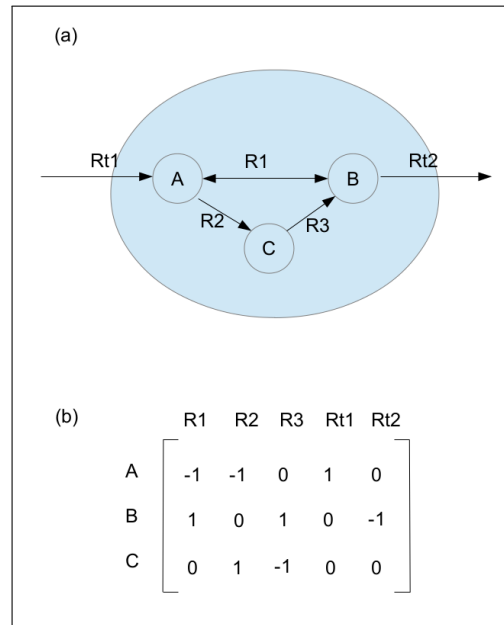 (a)
Rt1
R1
Rt2
A
B
R2
R3
C
(b)
R1 R2 R3 Rt1 Rt2
A -1 -1 0 1 0
B 1 0 1 0 -1
C 0 1 -1 0 0